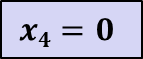 x₄ = 0